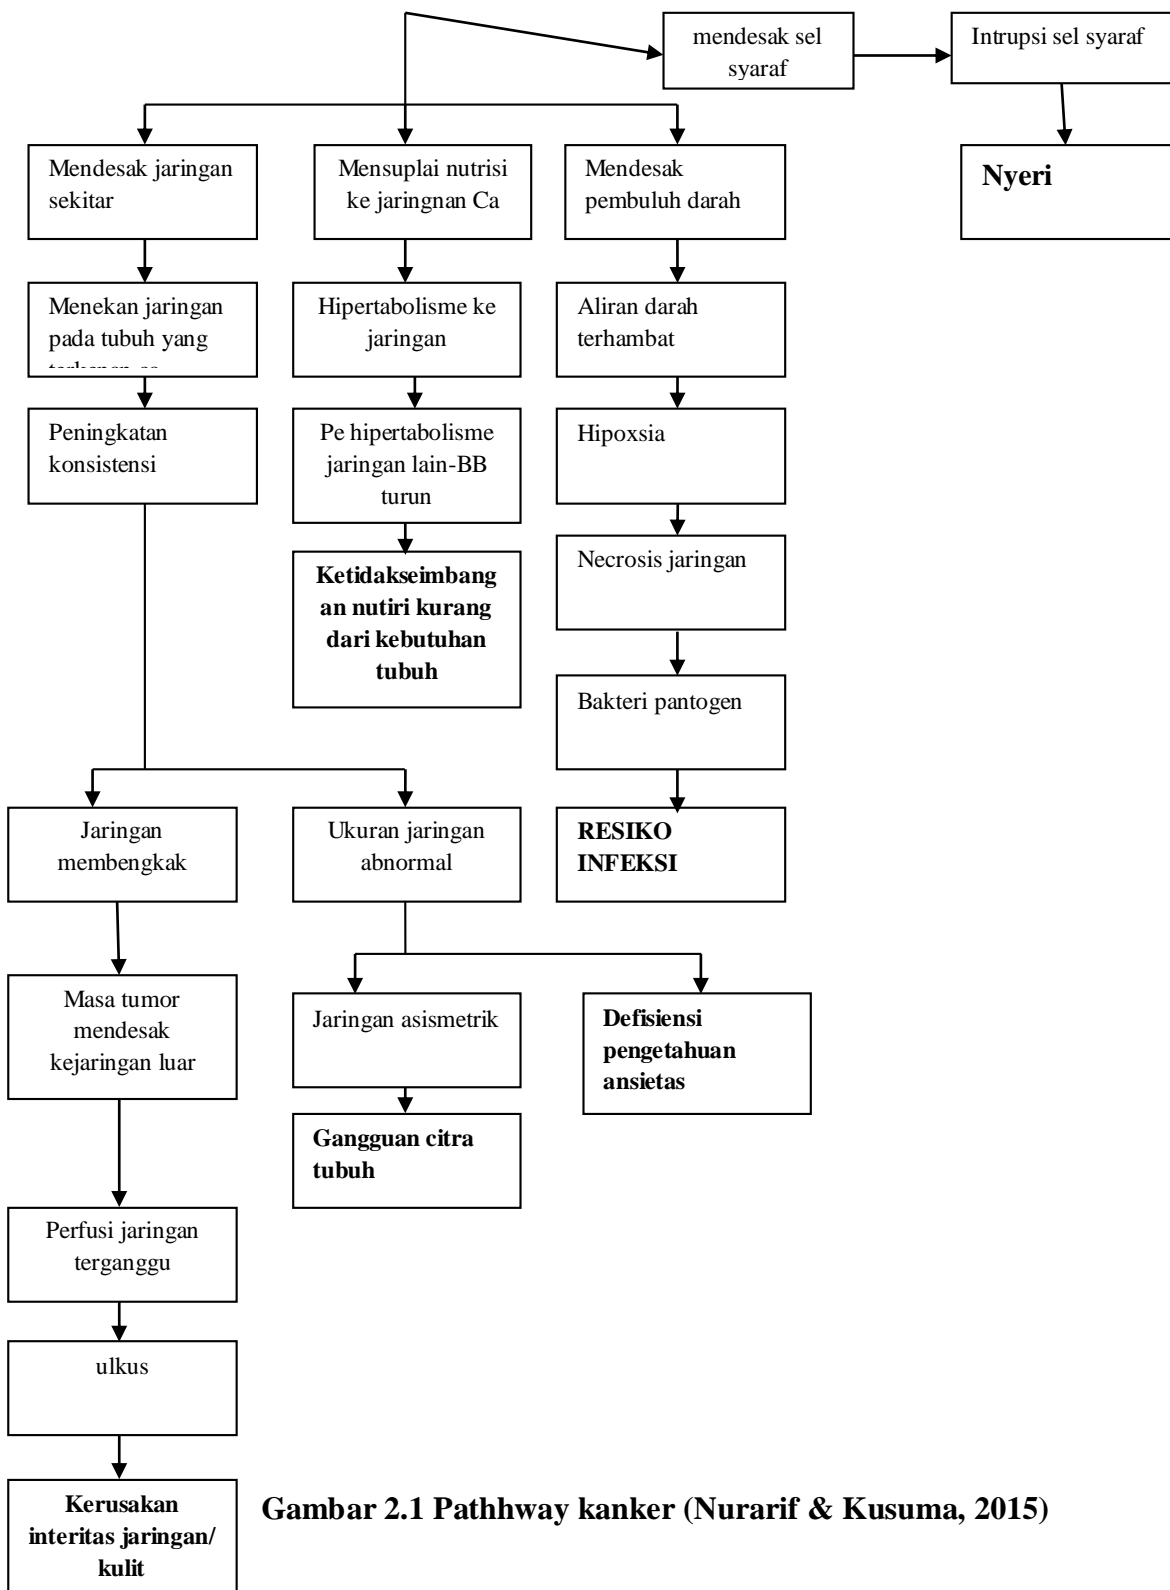 mendesak sel
syaraf
Intrupsi sel syaraf
Mendesak jaringan
sekitar
Mensuplai nutrisi
ke jaringnan Ca
Mendesak
pembuluh darah
Nyeri
Menekan jaringan
pada tubuh yang
Hipertabolisme ke
jaringan
Aliran darah
terhambat
Peningkatan
konsistensi
Pe hipertabolisme
jaringan lain-BB
turun
Hipoxsia
Necrosis jaringan
Ketidakseimbang
an nutiri kurang
dari kebutuhan
tubuh
Bakteri pantogen
Jaringan
membengkak
Ukuran jaringan
abnormal
RESIKO
INFEKSI
Masa tumor
mendesak
kejaringan luar
Jaringan asismetrik
Defisiensi
pengetahuan
ansietas
Gangguan citra
tubuh
Perfusi jaringan
terganggu
ulkus
Kerusakan
interitas jaringan/
kulit
Gambar 2.1 Pathhway kanker (Nurarif & Kusuma, 2015)